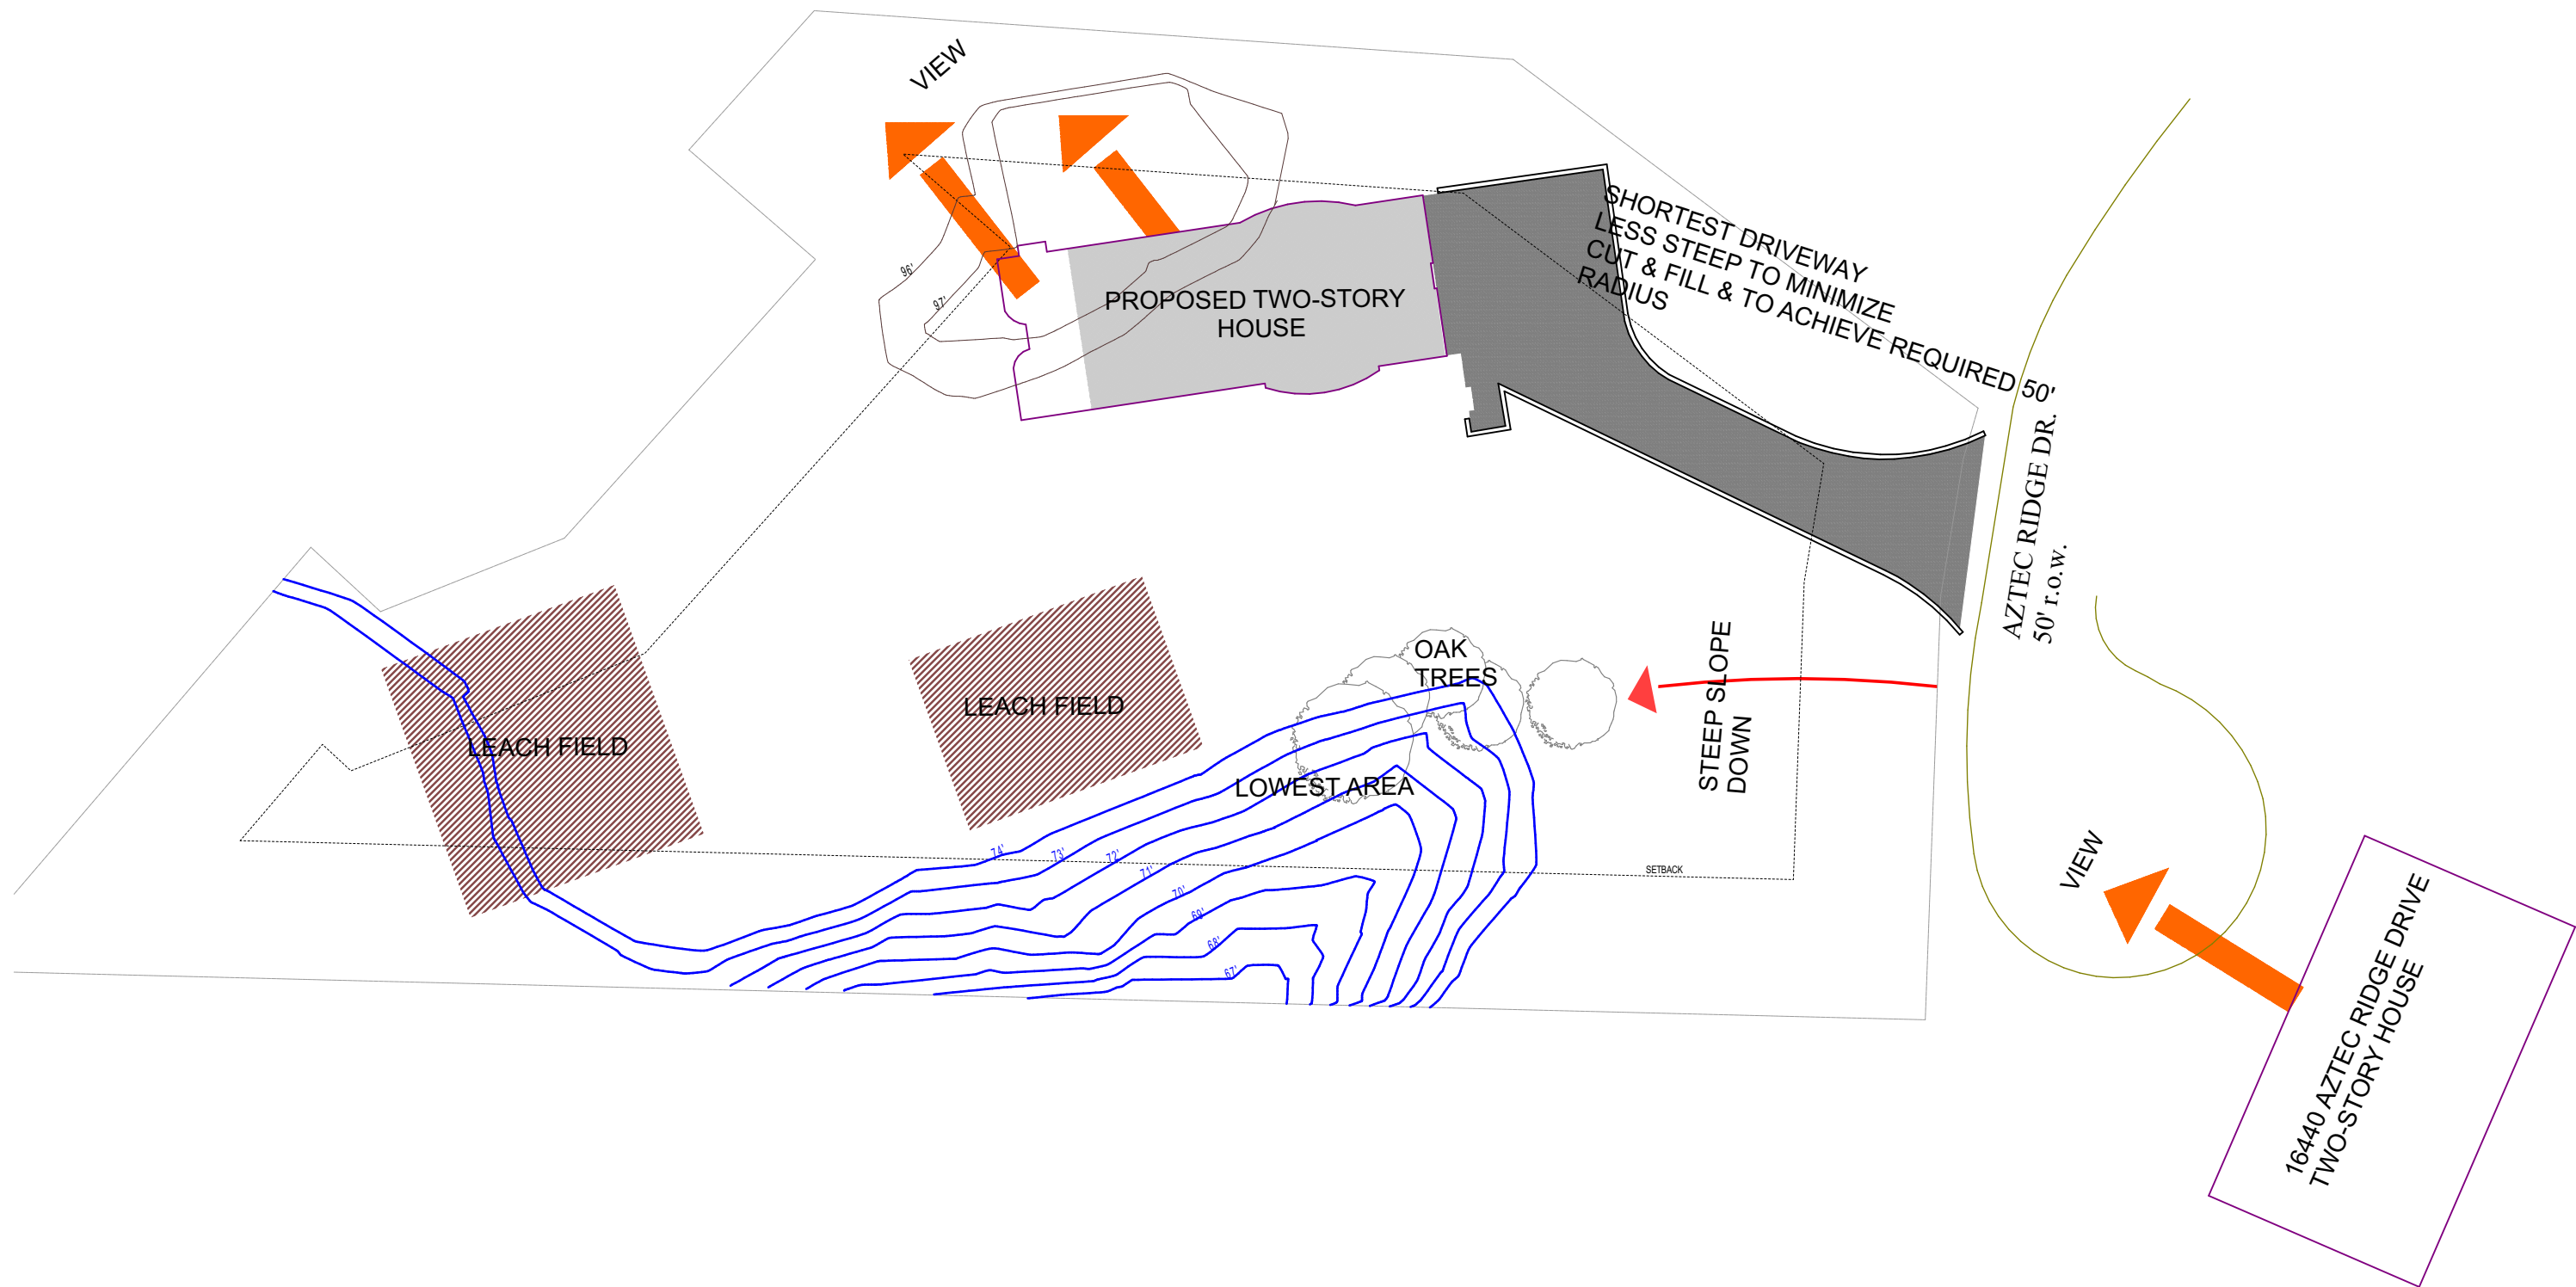 VIEW
SHORTEST DRIVEWAY
LESS STEEP TO MINIMIZE
CUT & FILL & TO ACHIEVE REQUIRED 50'
RADIUS
96'
97'
PROPOSED TWO-STORY
HOUSE
AZTEC RIDGE DR.
50' r.o.w.
OAK
TREES
STEEP SLOPE
DOWN
LEACH FIELD
LEACH FIELD
LOWEST AREA
74'
73'
72'
71'
70'
69'
68'
67'
SETBACK
VIEW
16440 AZTEC RIDGE DRIVE
TWO-STORY HOUSE